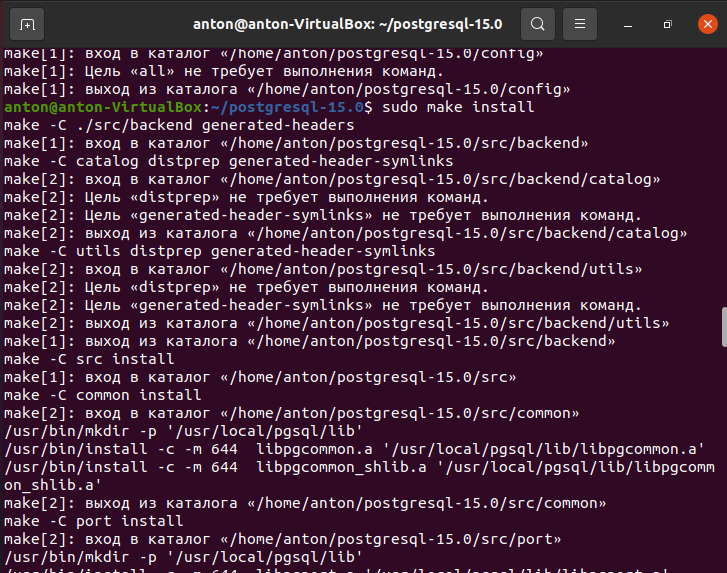 anton@anton-VirtualBox: ~/postgresql-15.0
make[1]: вход в каталог «/home/anton/postgresql-15.0/config»
make[1]: Цель «all» не требует выполнения команд.
make[1]: выход из каталога «/home/anton/postgresql-15.0/config»
anton@anton-VirtualBox:~/postgresql-15.0$ sudo make install
make -C ./src/backend generated-headers
make[1]: вход в каталог «/home/anton/postgresql-15.0/src/backend»
make -C catalog distprep generated-header-symlinks
make[2]: вход в каталог «/home/anton/postgresql-15.0/src/backend/catalog»
make[2]: Цель «distprep» не требует выполнения команд.
make[2]: Цель «generated-header-symlinks» не требует выполнения команд.
make[2]: выход из каталога «/home/anton/postgresql-15.0/src/backend/catalog»
make -C utils distprep generated-header-symlinks
make[2]: вход в каталог «/home/anton/postgresql-15.0/src/backend/utils»
make[2]: Цель «distprep» не требует выполнения команд.
make[2]: Цель «generated-header-symlinks» не требует выполнения команд.
make[2]: выход из каталога «/home/anton/postgresql-15.0/src/backend/utils»
make[1]: выход из каталога «/home/anton/postgresql-15.0/src/backend»
make -C src install
make[1]: вход в каталог «/home/anton/postgresql-15.0/src»
make -C common install
make[2]: вход в каталог «/home/anton/postgresql-15.0/src/common»
/usr/bin/mkdir -p '/usr/local/pgsql/lib'
/usr/bin/install -c -m 644  libpgcommon.a '/usr/local/pgsql/lib/libpgcommon.a'
/usr/bin/install -c -m 644  libpgcommon_shlib.a '/usr/local/pgsql/lib/libpgcomm
on_shlib.a'
make[2]: выход из каталога «/home/anton/postgresql-15.0/src/common»
make -C port install
make[2]: вход в каталог «/home/anton/postgresql-15.0/src/port»
/usr/bin/mkdir -p '/usr/local/pgsql/lib'
/usr/bin/install -c -m 644  libpgport.a '/usr/local/pgsql/lib/libpgport.a'